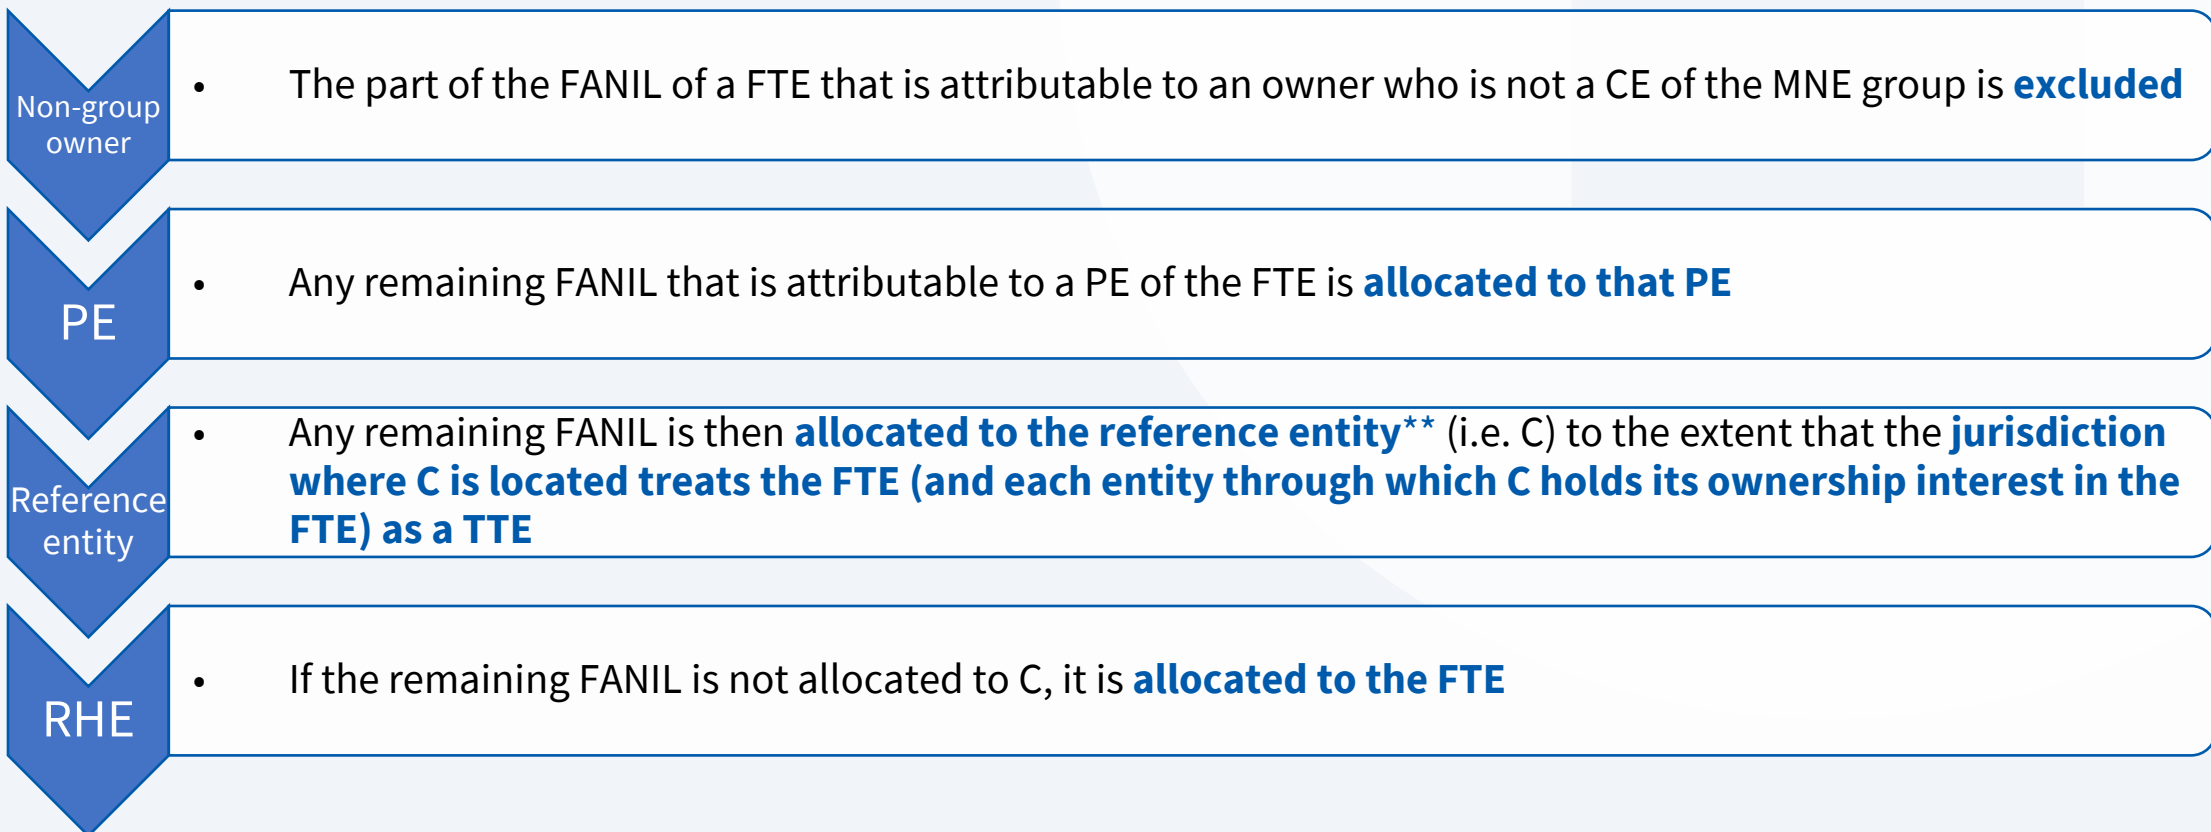 Non-group
owner
• The part of the FANIL of a FTE that is attributable to an owner who is not a CE of the MNE group is excluded
PE
• Any remaining FANIL that is attributable to a PE of the FTE is allocated to that PE
Reference
entity
• Any remaining FANIL is then allocated to the reference entity** (i.e. C) to the extent that the jurisdiction
where C is located treats the FTE (and each entity through which C holds its ownership interest in the
FTE) as a TTE
RHE
• If the remaining FANIL is not allocated to C, it is allocated to the FTE